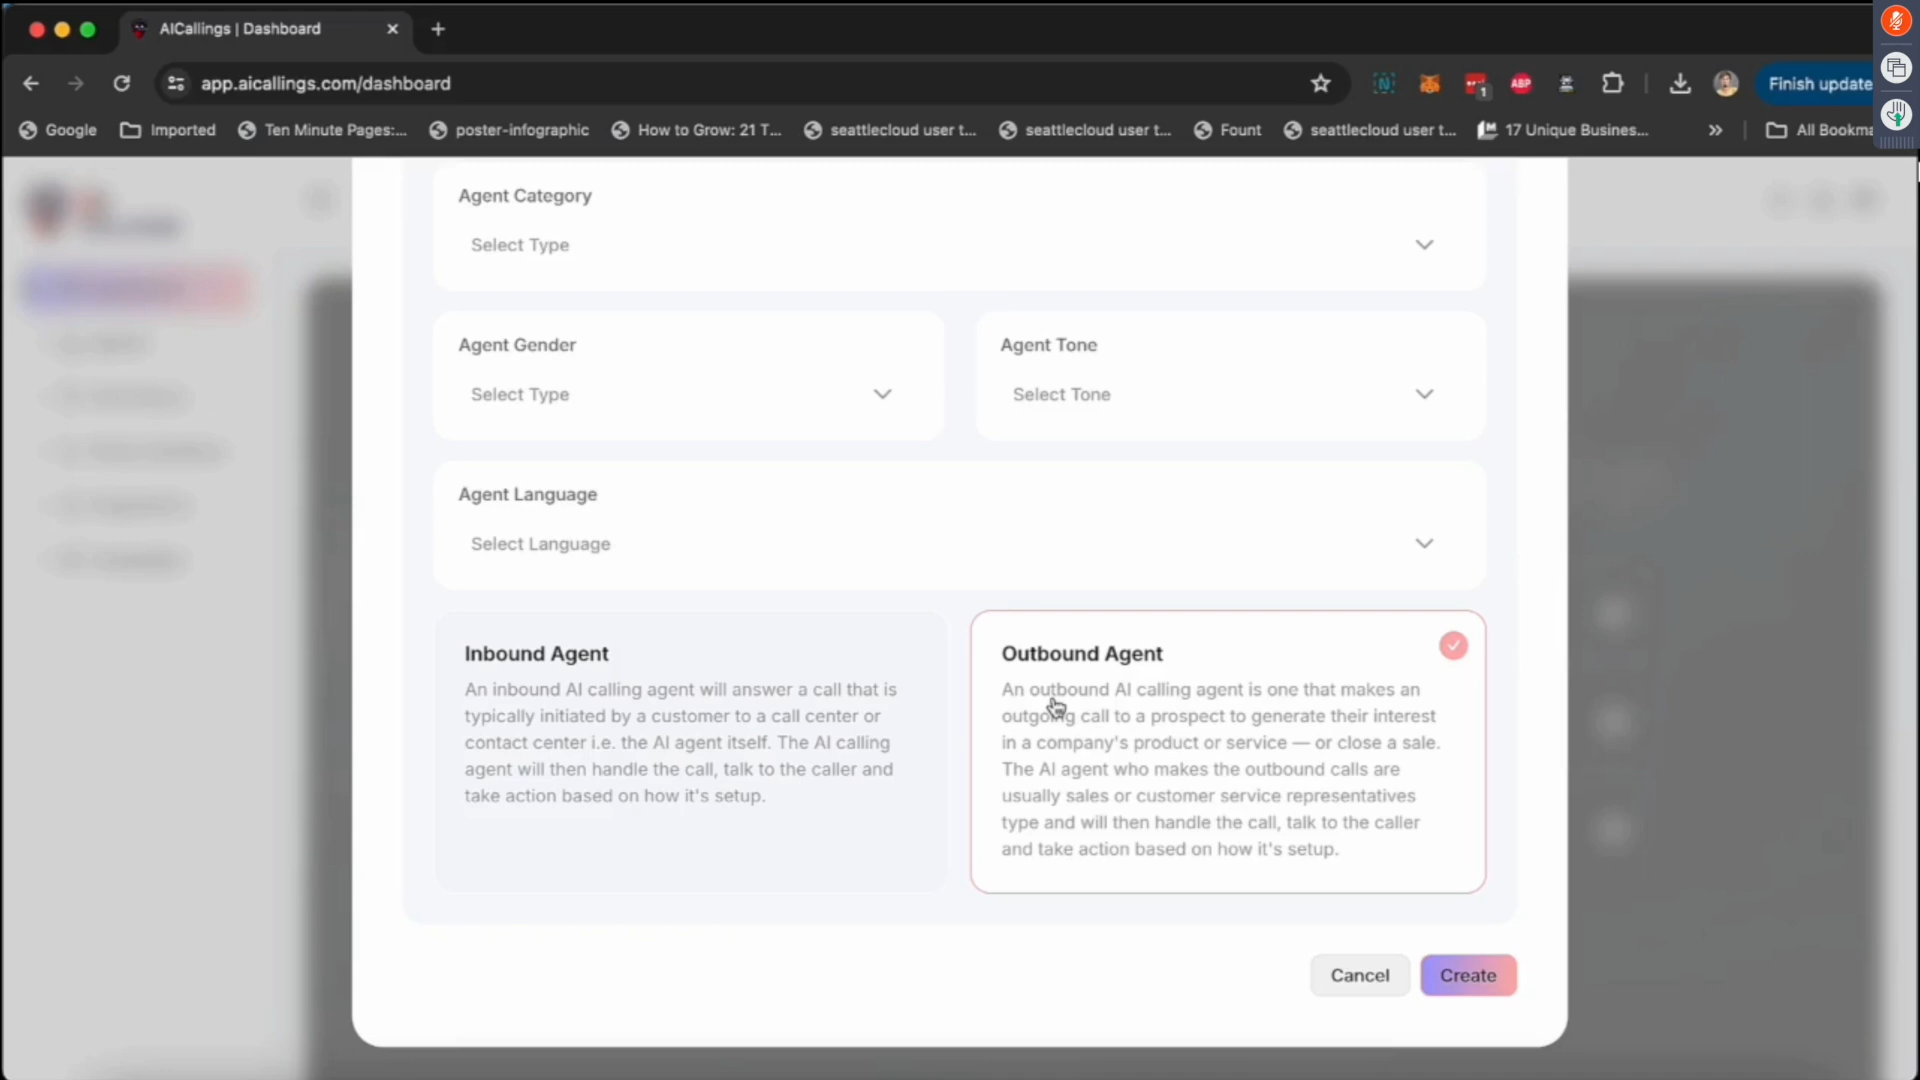 AICallings | Dashboard
app.aicallings.com/dashboard
1
ABP
Finish update
Google
Imported
Ten Minute Pages:...
poster-infographic
How to Grow: 21 T...
seattlecloud user t...
seattlecloud user t...
Fount
seattlecloud user t...
17 Unique Busines...
»
All Bookma
Agent Category
Select Type
Agent Gender
Select Type
Agent Tone
Select Tone
Agent Language
Select Language
Inbound Agent
An inbound AI calling agent will answer a call that is
typically initiated by a customer to a call center or
contact center i.e. the AI agent itself. The AI calling
agent will then handle the call, talk to the caller and
take action based on how it's setup.
Outbound Agent
An outbound AI calling agent is one that makes an
outgoing call to a prospect to generate their interest
in a company's product or service — or close a sale.
The AI agent who makes the outbound calls are
usually sales or customer service representatives
type and will then handle the call, talk to the caller
and take action based on how it's setup.
Cancel
Create